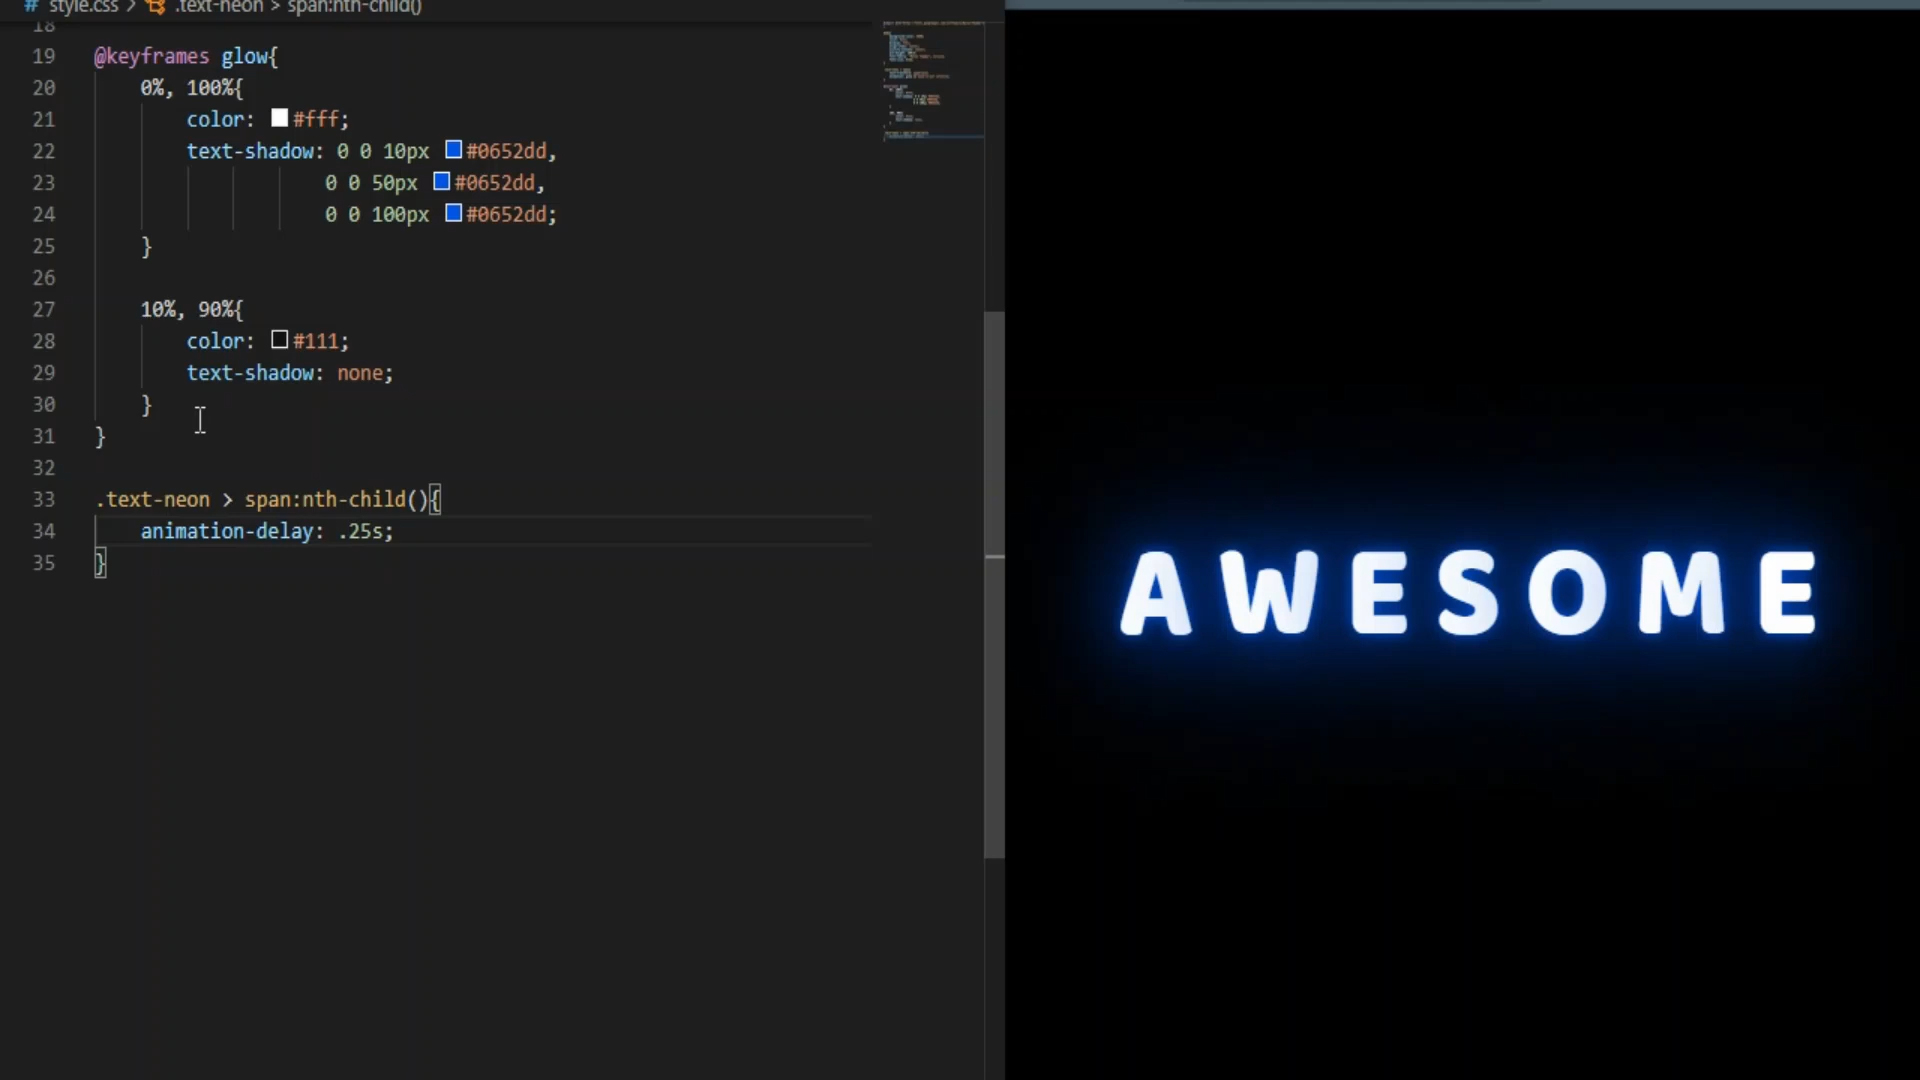 # style.css > .text-neon > span:nth-child()
18
19 @keyframes glow{
20 0%, 100%{
21 color: #fff;
22 text-shadow: 0 0 10px #0652dd,
23 0 0 50px #0652dd,
24 0 0 100px #0652dd;
25 }
26
27 10%, 90%{
28 color: #111;
29 text-shadow: none;
30 }
31 }
32
33 .text-neon > span:nth-child(){
34 animation-delay: .25s;
35 }
AWESOME